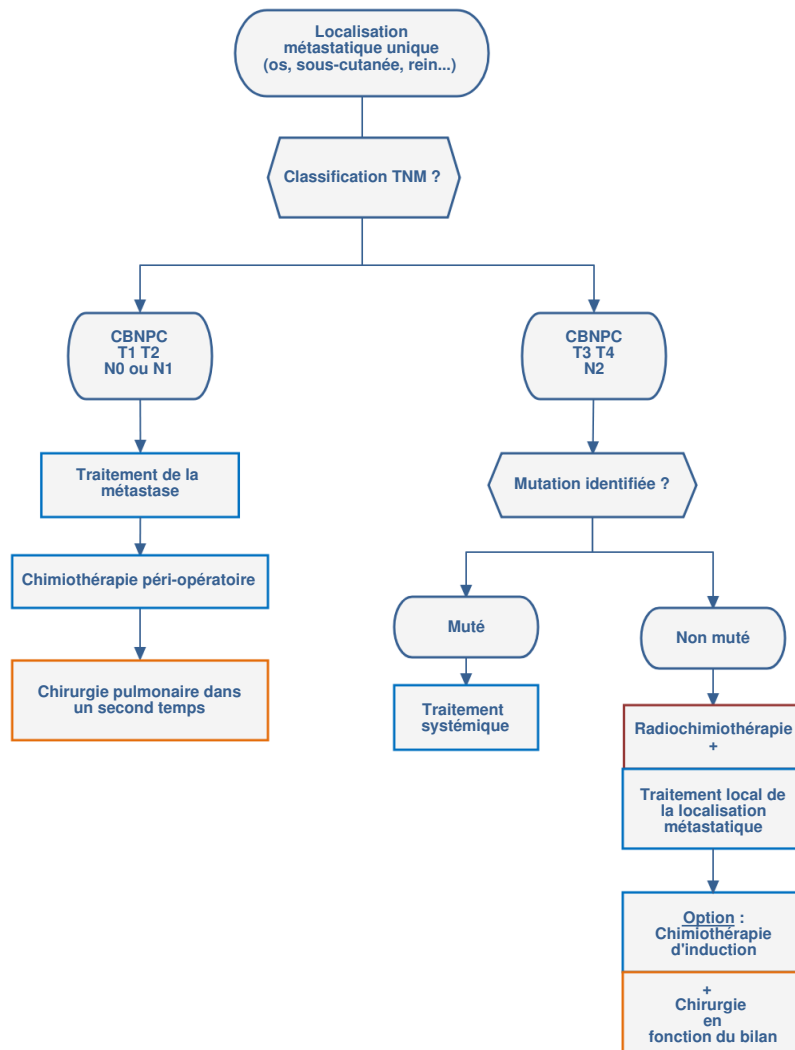 Localisation
métastatique unique
(os, sous-cutanée, rein...)
Classification TNM ?
CBNPC
T1 T2
N0 ou N1
CBNPC
T3 T4
N2
Traitement de la
métastase
Mutation identifiée ?
Chimiothérapie péri-opératoire
Muté
Non muté
Chirurgie pulmonaire dans
un second temps
Traitement
systémique
Radiochimiothérapie
+
Traitement local de
la localisation
métastatique
Option :
Chimiothérapie
d'induction
+
Chirurgie
en
fonction du bilan